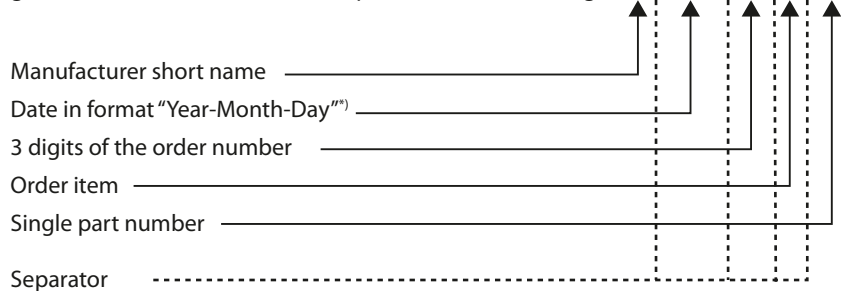 Manufacturer short name
Date in format “Year-Month-Day”*)
3 digits of the order number
Order item
Single part number
Separator